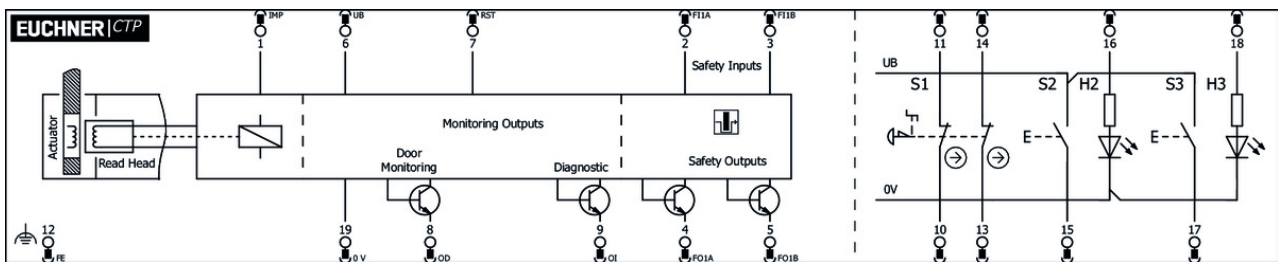 EUCHNER CTP
IMP UB RST FI1A FI1B
1 6 7 2 3 11 14 16 18
Safety Inputs
UB
S1 S2 H2 S3 H3
Actuator
Read Head
Monitoring Outputs
Door
Monitoring
Diagnostic
Safety Outputs
E E
0V
12 19 8 9 4 5 10 13 15 17
FE 0 V OD OI FO1A FO1B